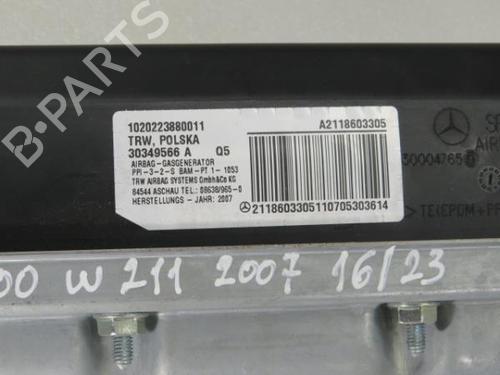 1020223880011
TRW, POLSKA
30349566 A Q5
AIRBAG-GASGENERATOR
PPI-3-2-S BAM-PT 1- 1053
TRW AIRBAG SYSTEMS GmbH&Co KG
84544 ASCHAU TEL.: 08638/965-0
HERSTELLUNGS - JAHR: 2007
A2118603305
2118603305110705303614
30004765
W 211 2007 16/23